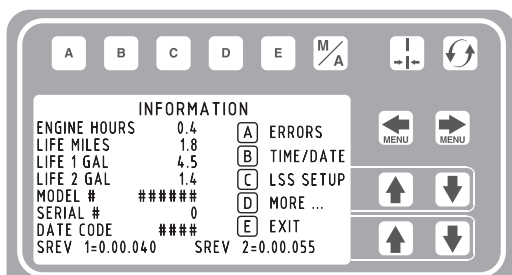 A B C D E M/A
INFORMATION
ENGINE HOURS 0.4
LIFE MILES 1.8
LIFE 1 GAL 4.5
LIFE 2 GAL 1.4
MODEL # ######
SERIAL # 0
DATE CODE ####
SREV 1=0.00.040 SREV 2=0.00.055
A ERRORS
B TIME/DATE
C LSS SETUP
D MORE ...
E EXIT
MENU MENU